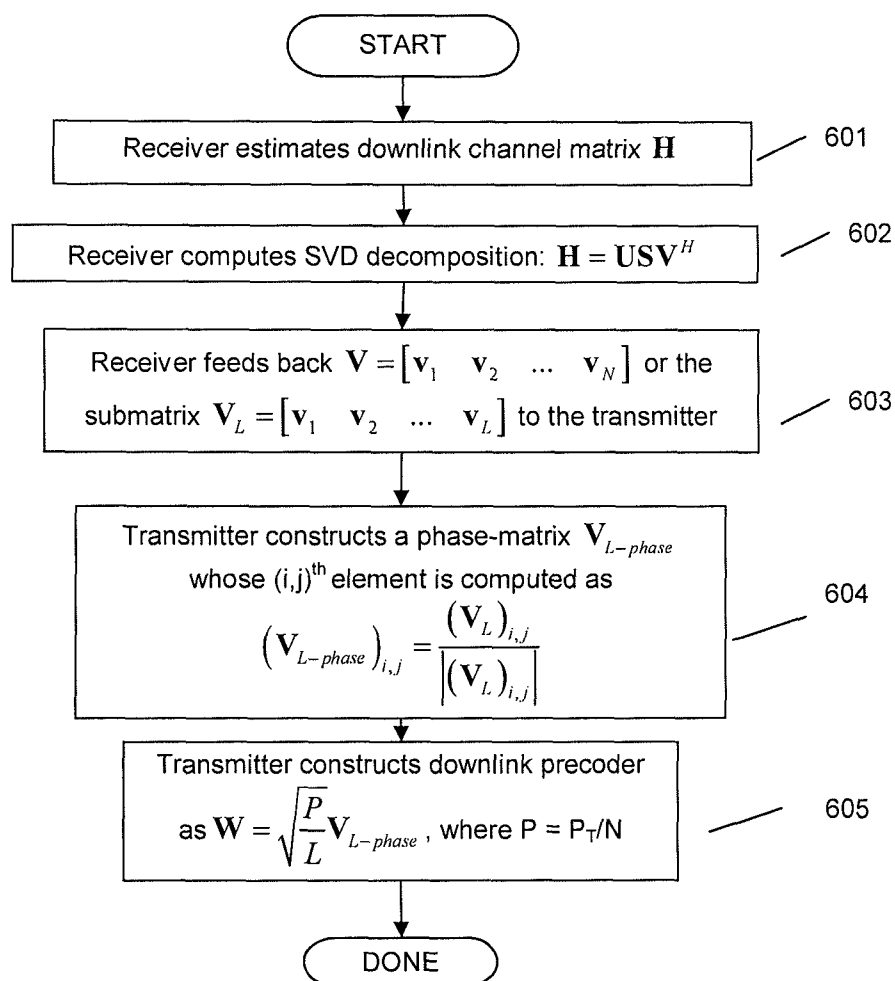 START
Receiver estimates downlink channel matrix H
601
Receiver computes SVD decomposition: H = USV^H
602
Receiver feeds back V = [v_1 v_2 ... v_N] or the
submatrix V_L = [v_1 v_2 ... v_L] to the transmitter
603
Transmitter constructs a phase-matrix V_{L-phase}
whose (i,j)^th element is computed as
(V_{L-phase})_{i,j} = (V_L)_{i,j} / |(V_L)_{i,j}|
604
Transmitter constructs downlink precoder
as W = √(P/L) V_{L-phase} , where P = P_T/N
605
DONE